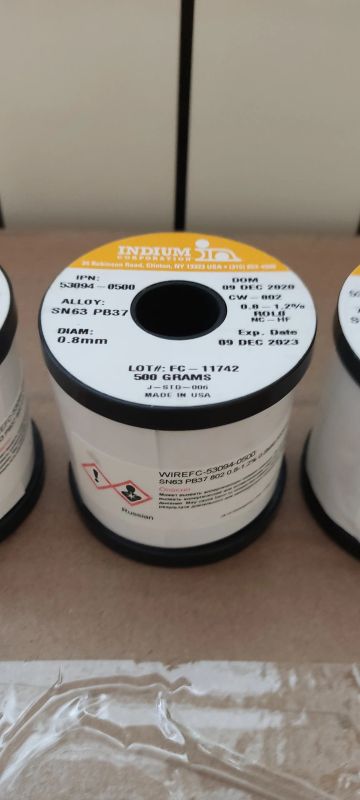 INDIUM
CORPORATION
34 Robinson Road, Clinton, NY 13323 USA • (315) 853-4900
IPN:
53094-0500
ALLOY:
SN63 PB37
DIAM:
0.8mm
DOM
09 DEC 2020
CW-802
0.8-1.2%
ROL0
NC-HF
Exp. Date
09 DEC 2023
LOT#: FC-11742
500 GRAMS
J-STD-006
MADE IN USA
WIREFC-53094-0500
SN63 PB37 802 0.8-1.2%
Опасно
Может вызвать
Russian